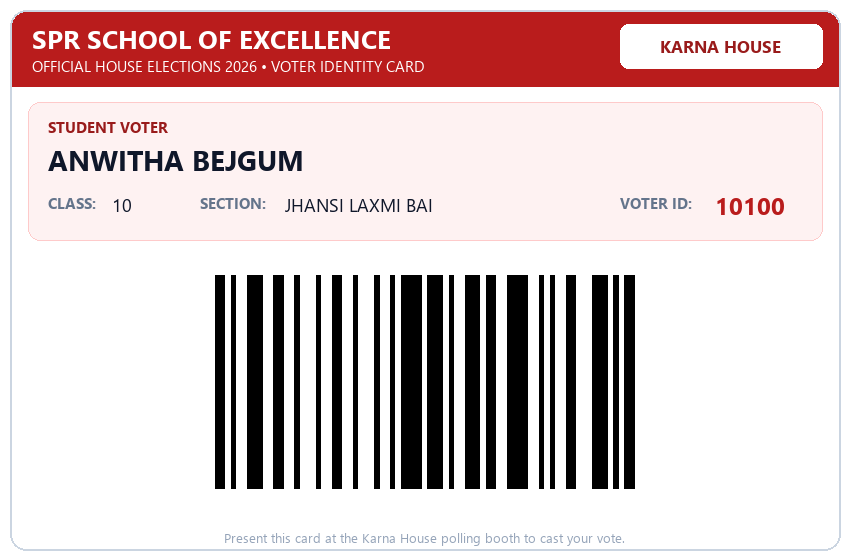 SPR SCHOOL OF EXCELLENCE
OFFICIAL HOUSE ELECTIONS 2026 • VOTER IDENTITY CARD
KARNA HOUSE
STUDENT VOTER
ANWITHA BEJGUM
CLASS: 10 SECTION: JHANSI LAXMI BAI VOTER ID: 10100
Present this card at the Karna House polling booth to cast your vote.